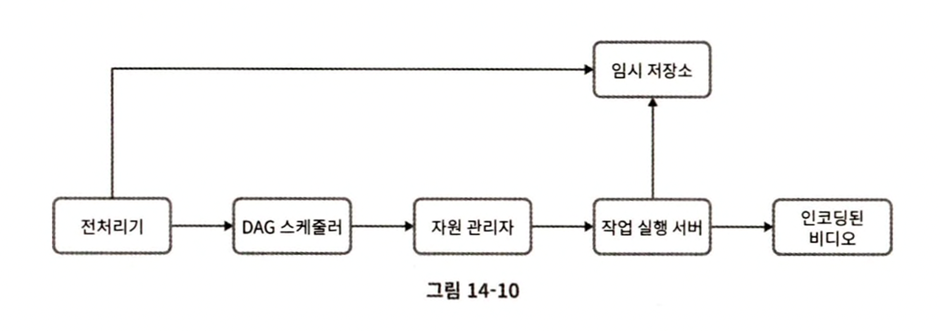 임시 저장소
전처리기
DAG 스케줄러
자원 관리자
작업 실행 서버
인코딩된
비디오
그림 14-10